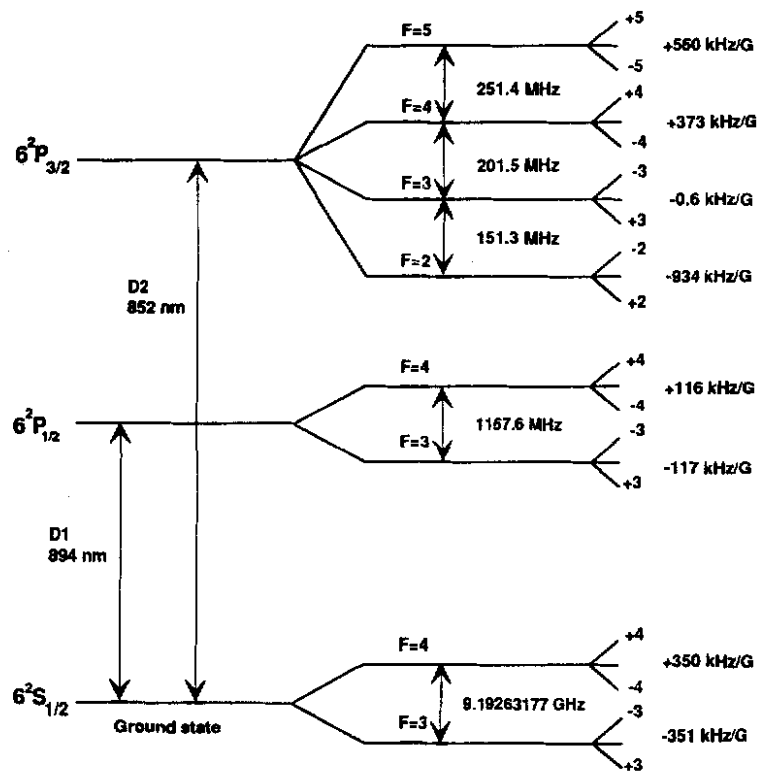 F=5
+5
-5
+560 kHz/G
251.4 MHz
F=4
+4
-4
+373 kHz/G
6²P3/2
201.5 MHz
F=3
-3
+3
-0.6 kHz/G
151.3 MHz
F=2
-2
+2
-934 kHz/G
D2
852 nm
F=4
+4
-4
+116 kHz/G
6²P1/2
1167.6 MHz
F=3
-3
+3
-117 kHz/G
D1
894 nm
F=4
+4
-4
+350 kHz/G
6²S1/2
9.19263177 GHz
Ground state
F=3
-3
+3
-351 kHz/G